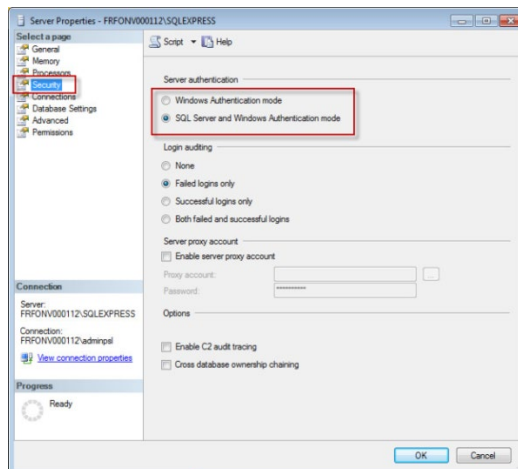 Server Properties - FRFONV000112\SQLEXPRESS
Select a page
General
Memory
Processors
Security
Connections
Database Settings
Advanced
Permissions
Script
Help
Server authentication
Windows Authentication mode
SQL Server and Windows Authentication mode
Login auditing
None
Failed logins only
Successful logins only
Both failed and successful logins
Server proxy account
Enable server proxy account
Proxy account:
...
Password:
Options
Enable C2 audit tracing
Cross database ownership chaining
Connection
Server:
FRFONV000112\SQLEXPRESS
Connection:
FRFONV000112\adminpsl
View connection properties
Progress
Ready
OK
Cancel